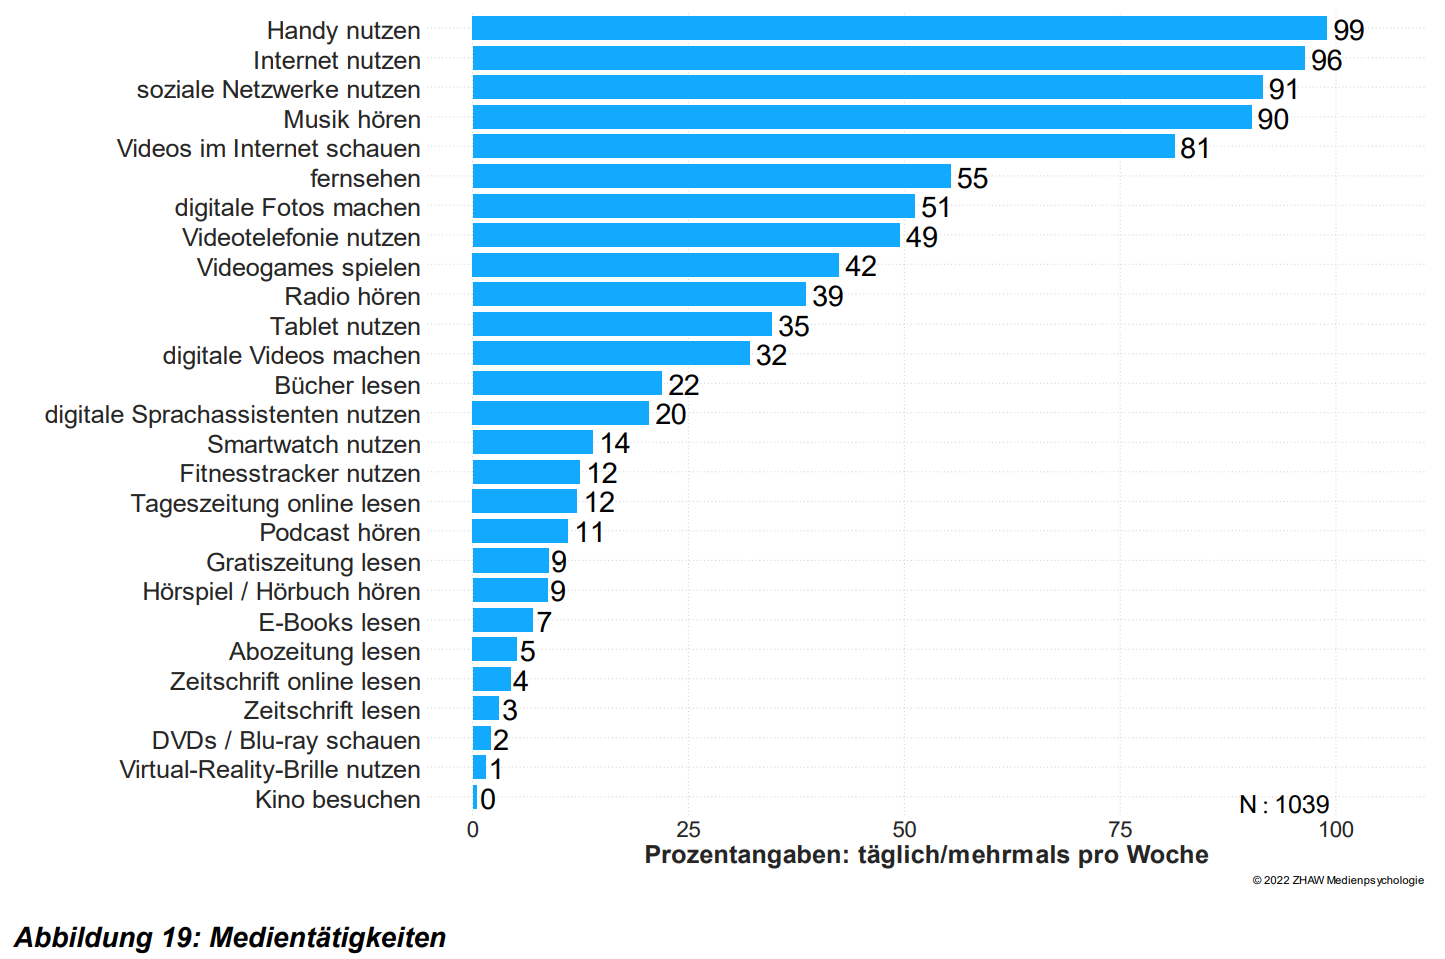 Handy nutzen 99
Internet nutzen 96
soziale Netzwerke nutzen 91
Musik hören 90
Videos im Internet schauen 81
fernsehen 55
digitale Fotos machen 51
Videotelefonie nutzen 49
Videogames spielen 42
Radio hören 39
Tablet nutzen 35
digitale Videos machen 32
Bücher lesen 22
digitale Sprachassistenten nutzen 20
Smartwatch nutzen 14
Fitnesstracker nutzen 12
Tageszeitung online lesen 12
Podcast hören 11
Gratiszeitung lesen 9
Hörspiel / Hörbuch hören 9
E-Books lesen 7
Abozeitung lesen 5
Zeitschrift online lesen 4
Zeitschrift lesen 3
DVDs / Blu-ray schauen 2
Virtual-Reality-Brille nutzen 1
Kino besuchen 0
N : 1039
0 25 50 75 100
Prozentangaben: täglich/mehrmals pro Woche
© 2022 ZHAW Medienpsychologie
Abbildung 19: Medientätigkeiten